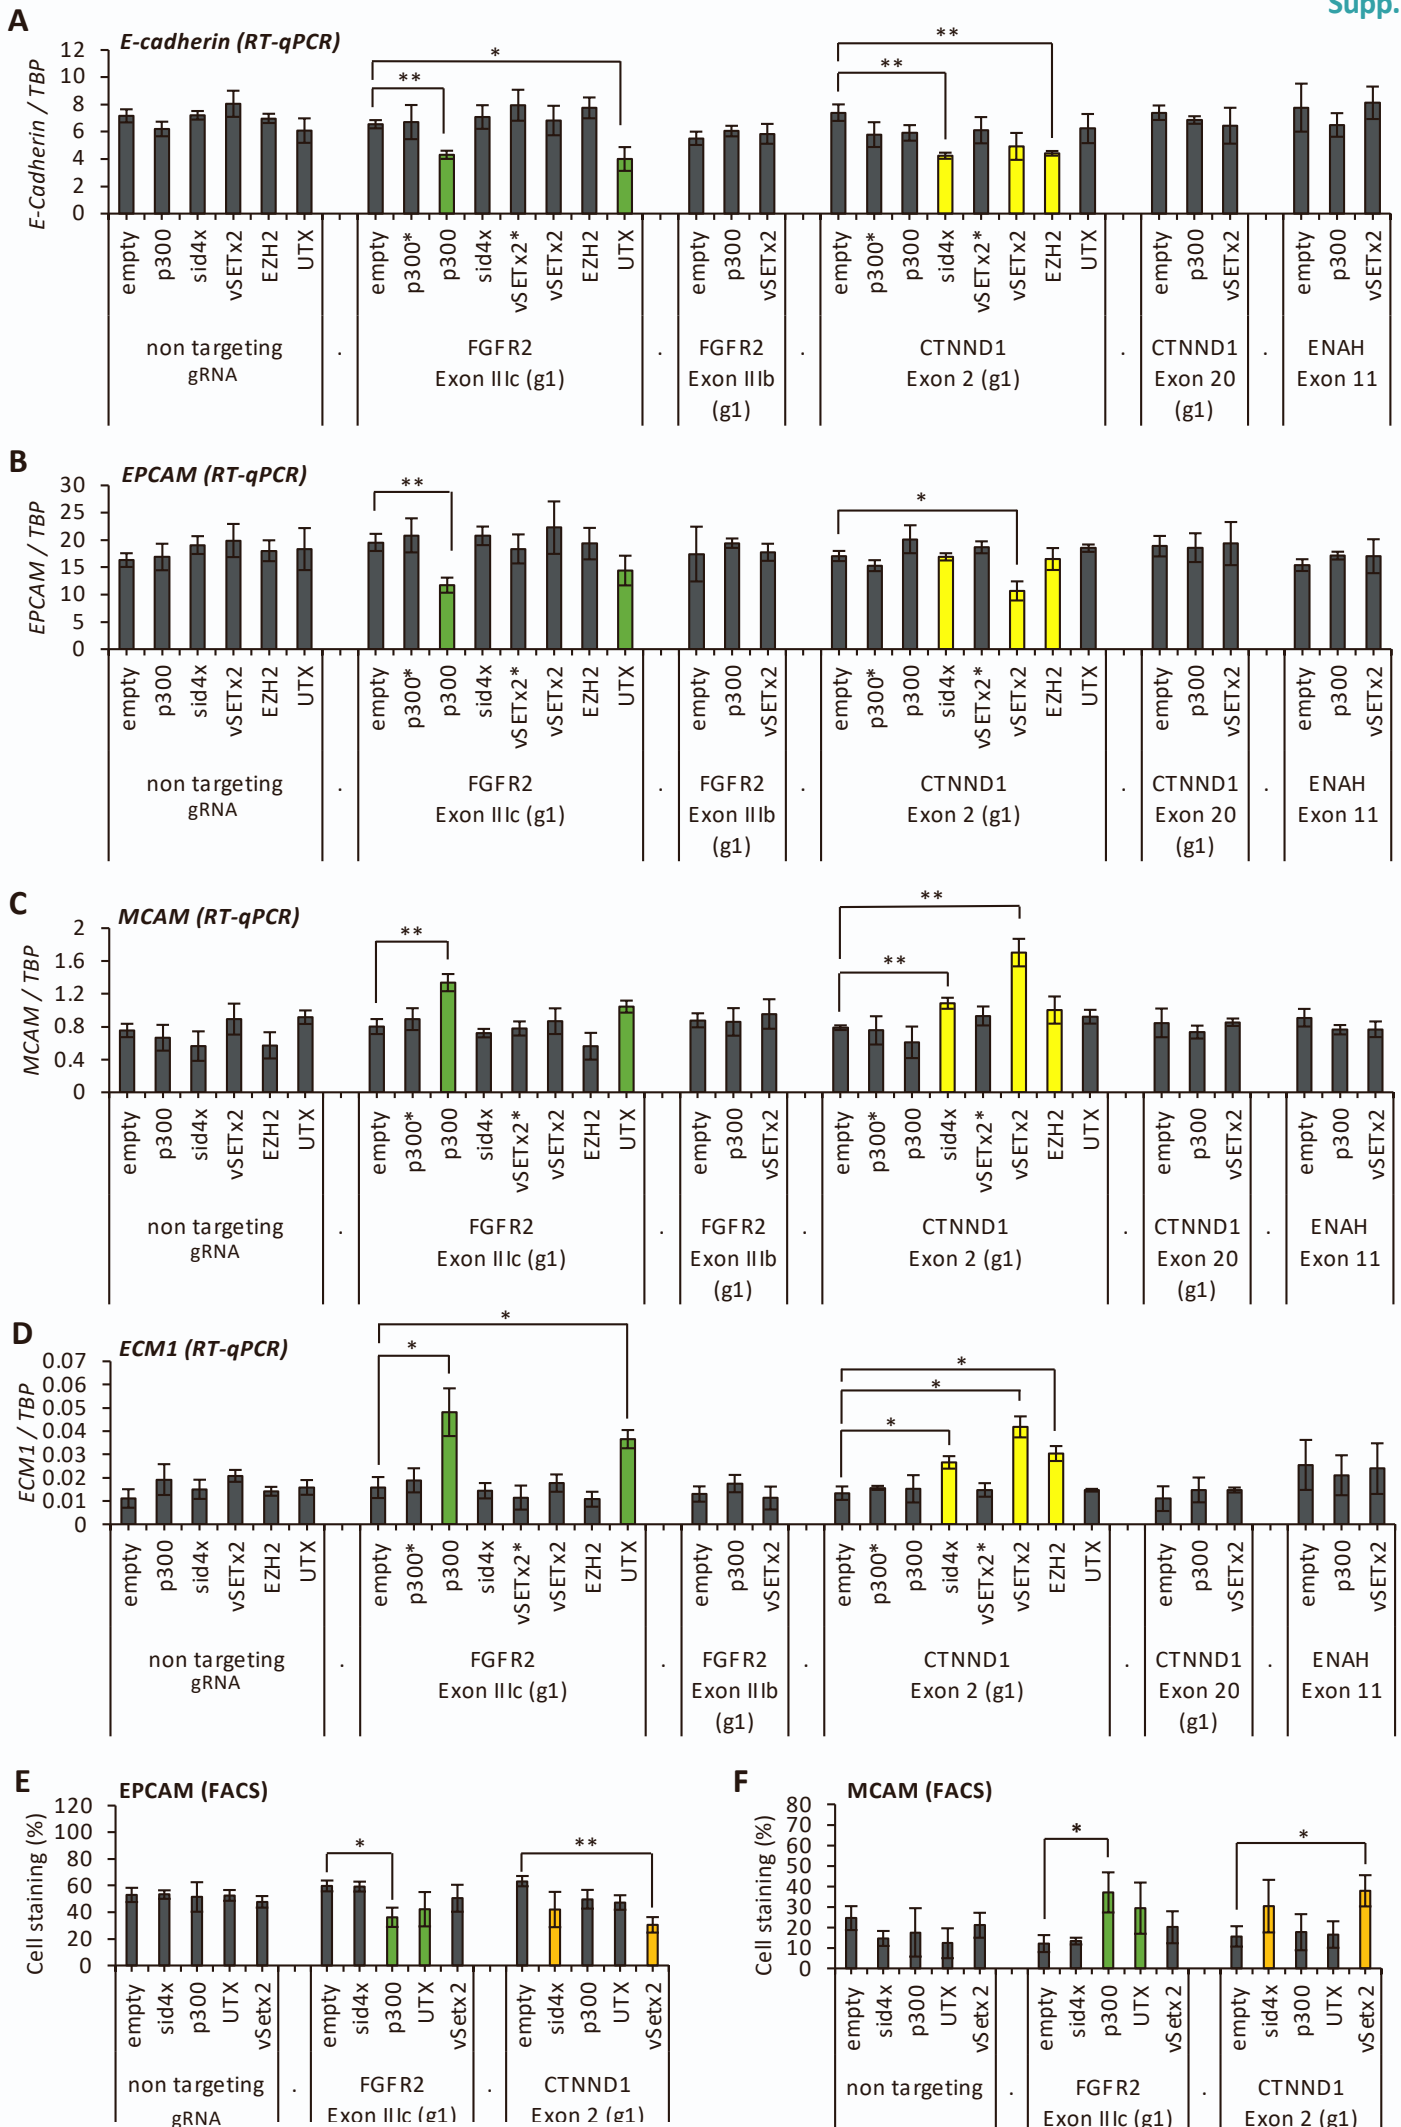 Supp.
A
E-cadherin (RT-qPCR)
E-Cadherin / TBP
12
10
8
6
4
2
0
** * ** **
empty p300 sid4x vSETx2 EZH2 UTX
empty p300* p300 sid4x vSETx2* vSETx2 EZH2 UTX
empty p300 vSETx2
empty p300* p300 sid4x vSETx2* vSETx2 EZH2 UTX
empty p300 vSETx2
empty p300 vSETx2
non targeting . FGFR2 . FGFR2 . CTNND1 . CTNND1 . ENAH
gRNA Exon IIIc (g1) Exon IIIb Exon 2 (g1) Exon 20 Exon 11
(g1) (g1)
B
EPCAM (RT-qPCR)
EPCAM / TBP
30
25
20
15
10
5
0
** *
empty p300 sid4x vSETx2 EZH2 UTX
empty p300* p300 sid4x vSETx2* vSETx2 EZH2 UTX
empty p300 vSETx2
empty p300* p300 sid4x vSETx2* vSETx2 EZH2 UTX
empty p300 vSETx2
empty p300 vSETx2
non targeting . FGFR2 . FGFR2 . CTNND1 . CTNND1 . ENAH
gRNA Exon IIIc (g1) Exon IIIb Exon 2 (g1) Exon 20 Exon 11
(g1) (g1)
C
MCAM (RT-qPCR)
MCAM / TBP
2
1.6
1.2
0.8
0.4
0
** ** **
empty p300 sid4x vSETx2 EZH2 UTX
empty p300* p300 sid4x vSETx2* vSETx2 EZH2 UTX
empty p300 vSETx2
empty p300* p300 sid4x vSETx2* vSETx2 EZH2 UTX
empty p300 vSETx2
empty p300 vSETx2
non targeting . FGFR2 . FGFR2 . CTNND1 . CTNND1 . ENAH
gRNA Exon IIIc (g1) Exon IIIb Exon 2 (g1) Exon 20 Exon 11
(g1) (g1)
D
ECM1 (RT-qPCR)
ECM1 / TBP
0.07
0.06
0.05
0.04
0.03
0.02
0.01
0
* * * * *
empty p300 sid4x vSETx2 EZH2 UTX
empty p300* p300 sid4x vSETx2* vSETx2 EZH2 UTX
empty p300 vSETx2
empty p300* p300 sid4x vSETx2* vSETx2 EZH2 UTX
empty p300 vSETx2
empty p300 vSETx2
non targeting . FGFR2 . FGFR2 . CTNND1 . CTNND1 . ENAH
gRNA Exon IIIc (g1) Exon IIIb Exon 2 (g1) Exon 20 Exon 11
(g1) (g1)
E
EPCAM (FACS)
Cell staining (%)
120
100
80
60
40
20
0
* **
empty sid4x p300 UTX vSetx2
empty sid4x p300 UTX vSetx2
empty sid4x p300 UTX vSetx2
non targeting . FGFR2 . CTNND1
gRNA Exon IIIc (g1) Exon 2 (g1)
F
MCAM (FACS)
Cell staining (%)
80
70
60
50
40
30
20
10
0
* *
empty sid4x p300 UTX vSetx2
empty sid4x p300 UTX vSetx2
empty sid4x p300 UTX vSetx2
non targeting . FGFR2 . CTNND1
Exon IIIc (g1) Exon 2 (g1)